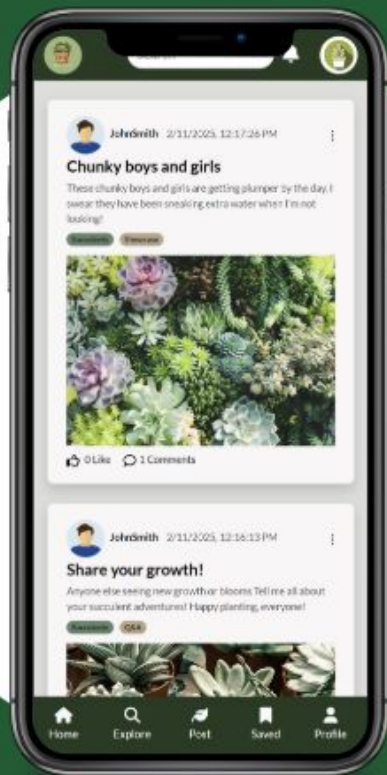 JohnSmith 2/11/2025, 12:17:26 PM
Chunky boys and girls
These chunky boys and girls are getting plumper by the day. I
swear they have been sneaking extra water when I'm not
looking!
Succulents Showcase
0 Like 1 Comments
JohnSmith 2/11/2025, 12:16:13 PM
Share your growth!
Anyone else seeing new growth or blooms Tell me all about
your succulent adventures! Happy planting, everyone!
Succulents Q&A
Home Explore Post Saved Profile